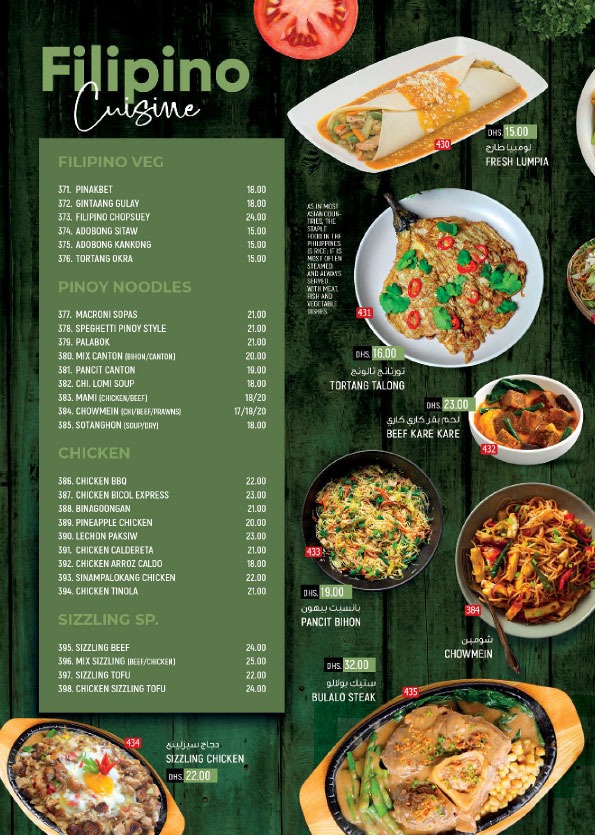 Filipino
Cuisine
FILIPINO VEG
371. PINAKBET 18.00
372. GINTAANG GULAY 18.00
373. FILIPINO CHOPSUEY 24.00
374. ADOBONG SITAW 15.00
375. ADOBONG KANKONG 15.00
376. TORTANG OKRA 15.00
PINOY NOODLES
377. MACRONI SOPAS 21.00
378. SPEGHETTI PINOY STYLE 21.00
379. PALABOK 21.00
380. MIX CANTON (BIHON/CANTON) 20.00
381. PANCIT CANTON 19.00
382. CHI. LOMI SOUP 18.00
383. MAMI (CHICKEN/BEEF) 18/20
384. CHOWMEIN (CHI/BEEF/PRAWNS) 17/18/20
385. SOTANGHON (SOUP/DRY) 18.00
CHICKEN
386. CHICKEN BBQ 22.00
387. CHICKEN BICOL EXPRESS 23.00
388. BINAGOONGAN 21.00
389. PINEAPPLE CHICKEN 20.00
390. LECHON PAKSIW 23.00
391. CHICKEN CALDERETA 21.00
392. CHICKEN ARROZ CALDO 18.00
393. SINAMPALOKANG CHICKEN 22.00
394. CHICKEN TINOLA 21.00
SIZZLING SP.
395. SIZZLING BEEF 24.00
396. MIX SIZZLING (BEEF/CHICKEN) 25.00
397. SIZZLING TOFU 22.00
398. CHICKEN SIZZLING TOFU 24.00
430
DHS. 15.00
لومبيا طازج
FRESH LUMPIA
AS IN MOST
ASIAN COUN-
TRIES, THE
STAPLE
FOOD IN THE
PHILIPPINES
IS RICE. IT IS
MOST OFTEN
STEAMED
AND ALWAYS
SERVED
WITH MEAT,
FISH AND
VEGETABLE
DISHES.
431
DHS. 16.00
تورتانج تالونج
TORTANG TALONG
DHS. 23.00
لحم بقر كاري كاري
BEEF KARE KARE
432
433
DHS. 19.00
بانسيت بيهون
PANCIT BIHON
384
شومين
CHOWMEIN
DHS. 32.00
ستيك بولالو
BULALO STEAK
435
434
دجاج سيزلينغ
SIZZLING CHICKEN
DHS. 22.00